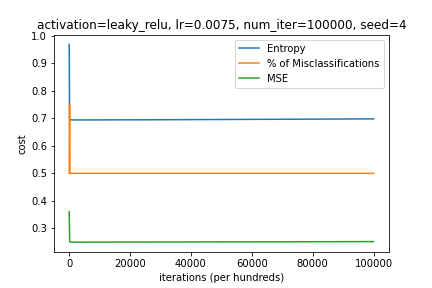 activation=leaky_relu, lr=0.0075, num_iter=100000, seed=4
1.0
0.9
0.8
0.7
0.6
0.5
0.4
0.3
cost
Entropy
% of Misclassifications
MSE
0 20000 40000 60000 80000 100000
iterations (per hundreds)